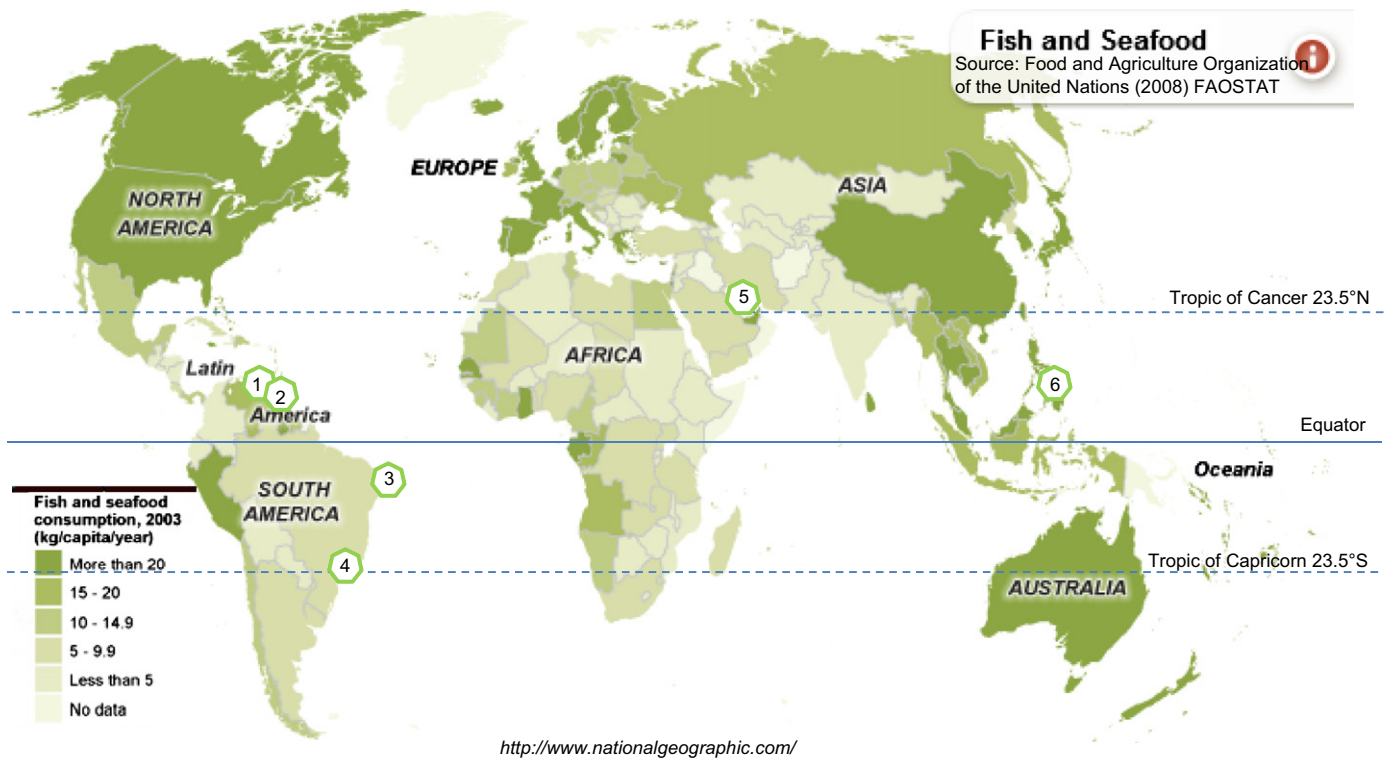 Fish and Seafood
Source: Food and Agriculture Organization
of the United Nations (2008) FAOSTAT
i
EUROPE
ASIA
NORTH
AMERICA
5
Tropic of Cancer 23.5°N
AFRICA
Latin
1
2
6
America
Equator
Oceania
3
SOUTH
AMERICA
Fish and seafood
consumption, 2003
(kg/capita/year)
More than 20
15 - 20
10 - 14.9
5 - 9.9
Less than 5
No data
4
Tropic of Capricorn 23.5°S
AUSTRALIA
http://www.nationalgeographic.com/